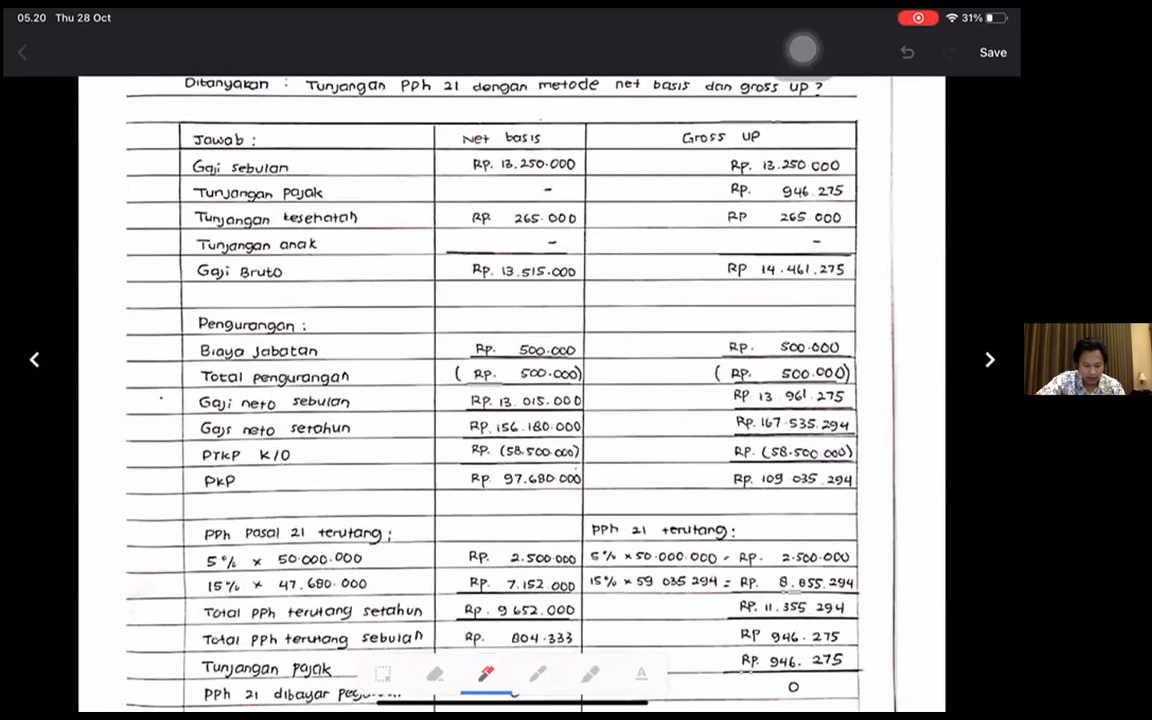 05.20 Thu 28 Oct 31%
Save
Ditanyakan : Tunjangan PPh 21 dengan metode net basis dan gross up ?
Jawab : Net basis Gross up
Gaji sebulan Rp. 13.250.000 Rp. 13.250 000
Tunjangan pajak - Rp. 946.275
Tunjangan kesehatan Rp 265.000 Rp 265.000
Tunjangan anak - -
Gaji Bruto Rp. 13.515.000 Rp 14.461.275
Pengurangan :
Biaya Jabatan Rp. 500.000 Rp. 500.000
Total pengurangan ( Rp. 500.000) ( Rp. 500.000)
Gaji neto sebulan Rp. 13 015.000 Rp 13 961.275
Gaji neto setahun Rp. 156.180.000 Rp. 167.535.294
PTKP K/0 Rp. (58.500.000) Rp. (58.500 000)
PKP Rp. 97.680.000 Rp. 109 035.294
PPh Pasal 21 terutang ; PPh 21 terutang :
5% x 50.000.000 Rp. 2.500.000 5% x 50.000.000 = Rp. 2.500.000
15% x 47.680.000 Rp. 7.152.000 15% x 59 035 294 = Rp. 8.855.294
Total PPh terutang setahun Rp. 9 652.000 Rp. 11.355 294
Total PPh terutang sebulan Rp. 804.333 Rp 946.275
Tunjangan pajak Rp. 946. 275
PPh 21 dibayar 0